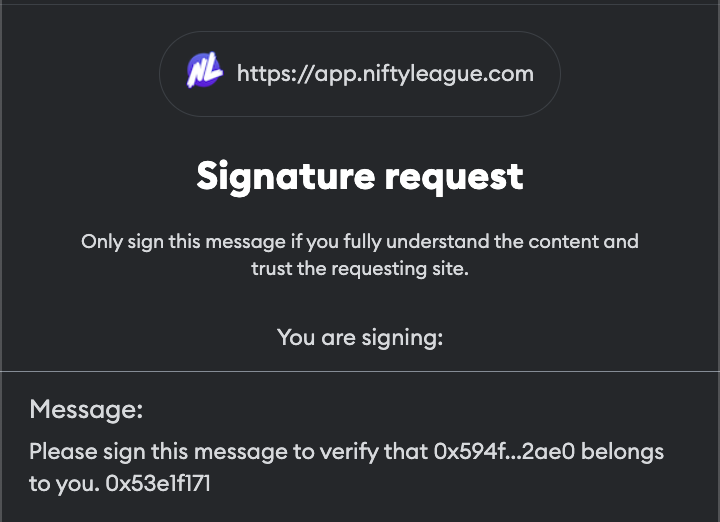 NL https://app.niftyleague.com
Signature request
Only sign this message if you fully understand the content and
trust the requesting site.
You are signing:
Message:
Please sign this message to verify that 0x594f...2ae0 belongs
to you. 0x53e1f171